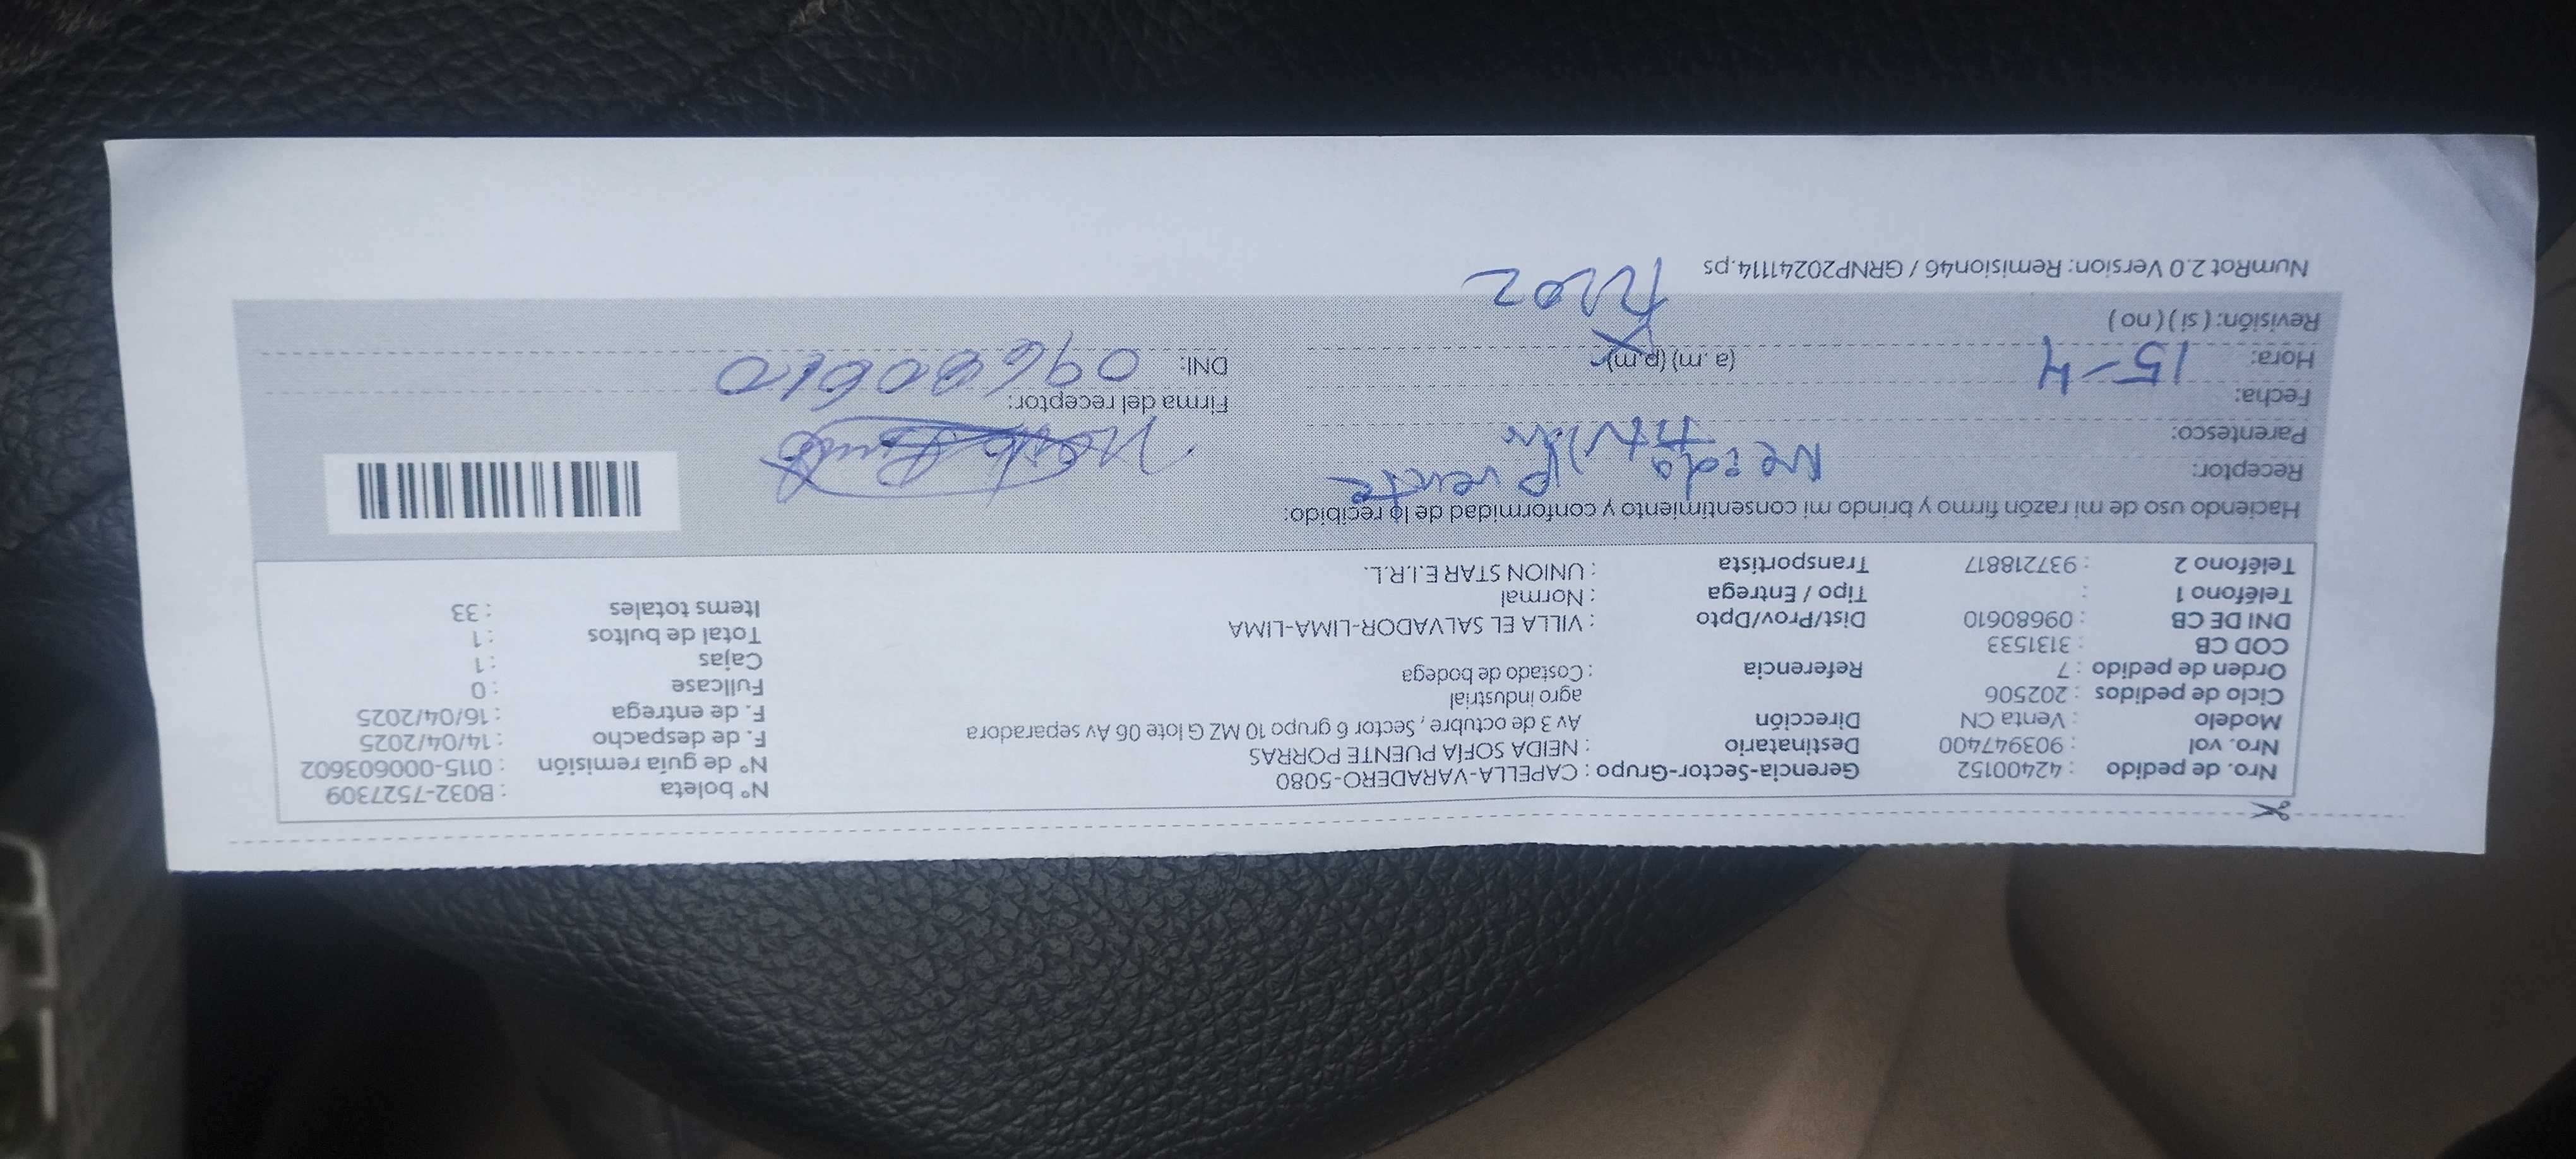 Nro. de pedido : 42400152 Gerencia-Sector-Grupo : CAPELLA-VARADERO-5080 N° boleta : B032-7527309
Nro. vol : 903947400 Destinatario : NEIDA SOFÍA PUENTE PORRAS N° de guía remisión : 0115-000603602
Modelo : Venta CN Dirección Av 3 de octubre , Sector 6 grupo 10 MZ G lote 06 Av separadora F. de despacho : 14/04/2025
Ciclo de pedidos : 202506 agro industrial F. de entrega : 16/04/2025
Orden de pedido : 7 Referencia : Costado de bodega Fullcase : 0
COD CB : 3131533 Cajas : 1
DNI DE CB : 09680610 Dist/Prov/Dpto : VILLA EL SALVADOR-LIMA-LIMA Total de bultos : 1
Teléfono 1 : Tipo / Entrega : Normal Items totales : 33
Teléfono 2 : 937218817 Transportista : UNION STAR E.I.R.L.
Haciendo uso de mi razón firmo y brindo mi consentimiento y conformidad de lo recibido:
Receptor: Neida Puente
Parentesco: titular
Fecha: 15-4 Firma del receptor:
Hora: (a. m) (p.m) DNI: 09680610
Revisión: ( si ) ( no )
NumRot 2.0 Version: Remision46 / GRNP20241114.ps